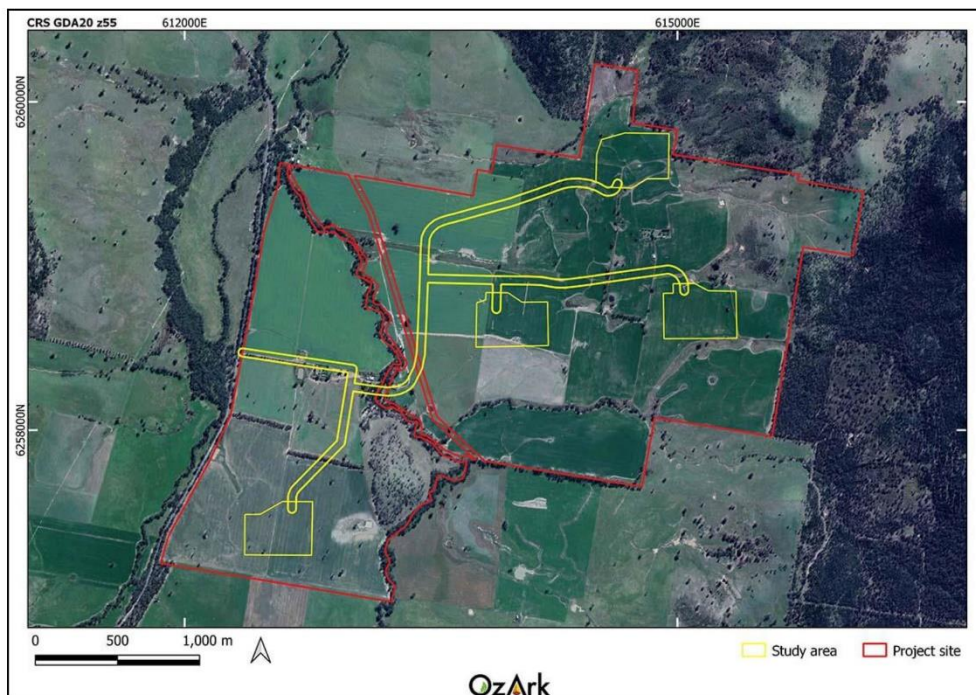 CRS GDA20 z55
612000E
615000E
6260000N
6258000N
0 500 1,000 m
Study area
Project site
OzArk